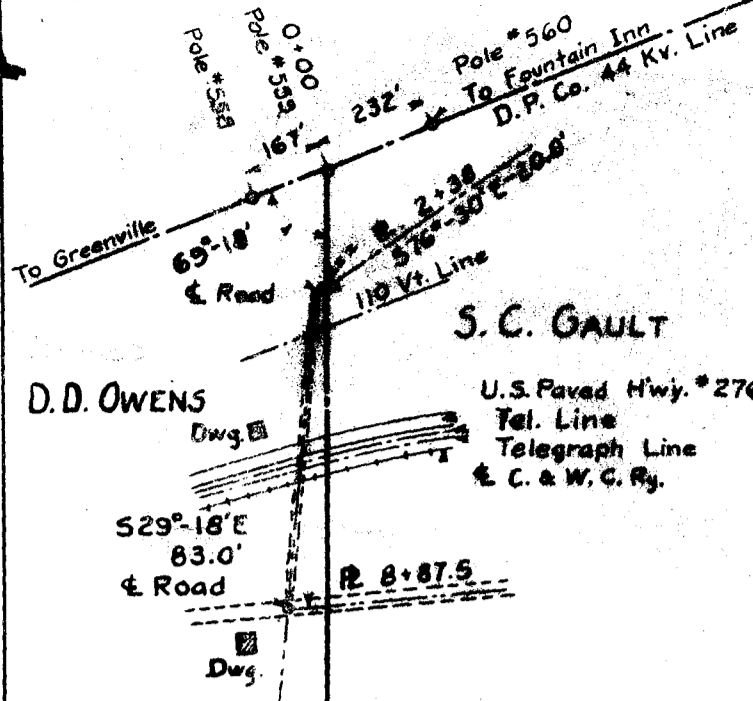 Pole #558
Pole #559
0+00
167'
232'
Pole #560
To Fountain Inn
D.P. Co. 44 Kv. Line
To Greenville
69°-18'
℄ Road
℄ 2+38
S76°-30'E-20.0'
110 Vt. Line
S.C. GAULT
D.D. OWENS
Dwg.
U.S. Paved H'wy. #276
Tel. Line
Telegraph Line
℄ C. & W. C. Ry.
S29°-18'E
83.0'
℄ Road
℄ 8+87.5
Dwg.